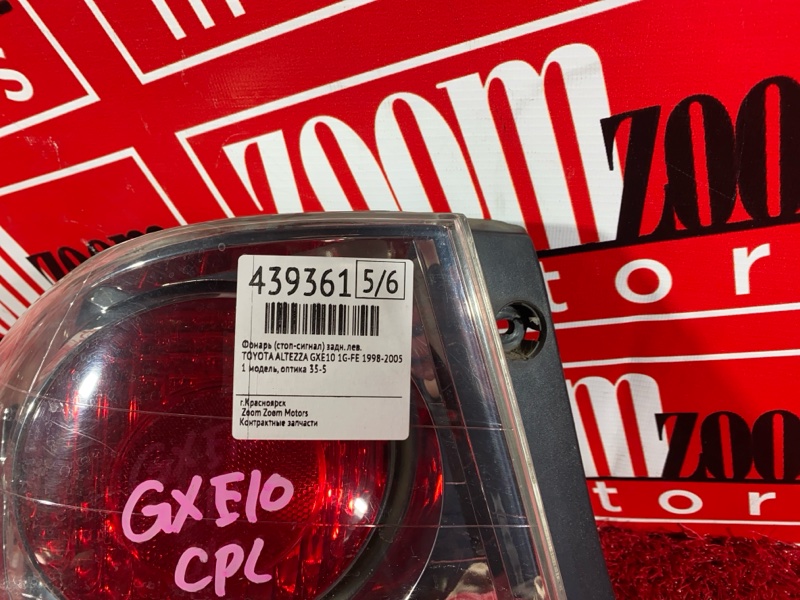 zoom
zoom
tor
439361 5/6
Фонарь (стоп-сигнал) задн. лев.
TOYOTA ALTEZZA GXE10 1G-FE 1998-2005
1 модель, оптика 35-5
г.Красноярск
Zoom Zoom Motors
Контрактные запчасти
GXE10
CPL
m
zoo
tor